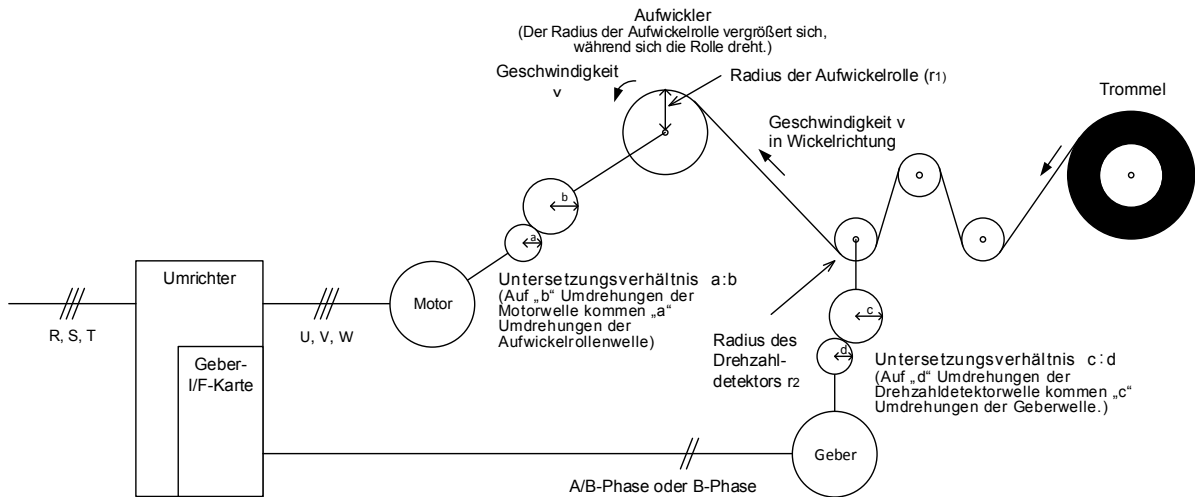 Aufwickler
(Der Radius der Aufwickelrolle vergrößert sich,
während sich die Rolle dreht.)
Geschwindigkeit
v
Radius der Aufwickelrolle (r1)
Trommel
Geschwindigkeit v
in Wickelrichtung
b
a
Umrichter
Motor
Untersetzungsverhältnis a:b
(Auf „b“ Umdrehungen der
Motorwelle kommen „a“
Umdrehungen der
Aufwickelrollenwelle)
R, S, T
U, V, W
Geber-
I/F-Karte
Radius des
Drehzahl-
detektors r2
c
d
Untersetzungsverhältnis c:d
(Auf „d“ Umdrehungen der
Drehzahldetektorwelle kommen „c“
Umdrehungen der Geberwelle.)
Geber
A/B-Phase oder B-Phase